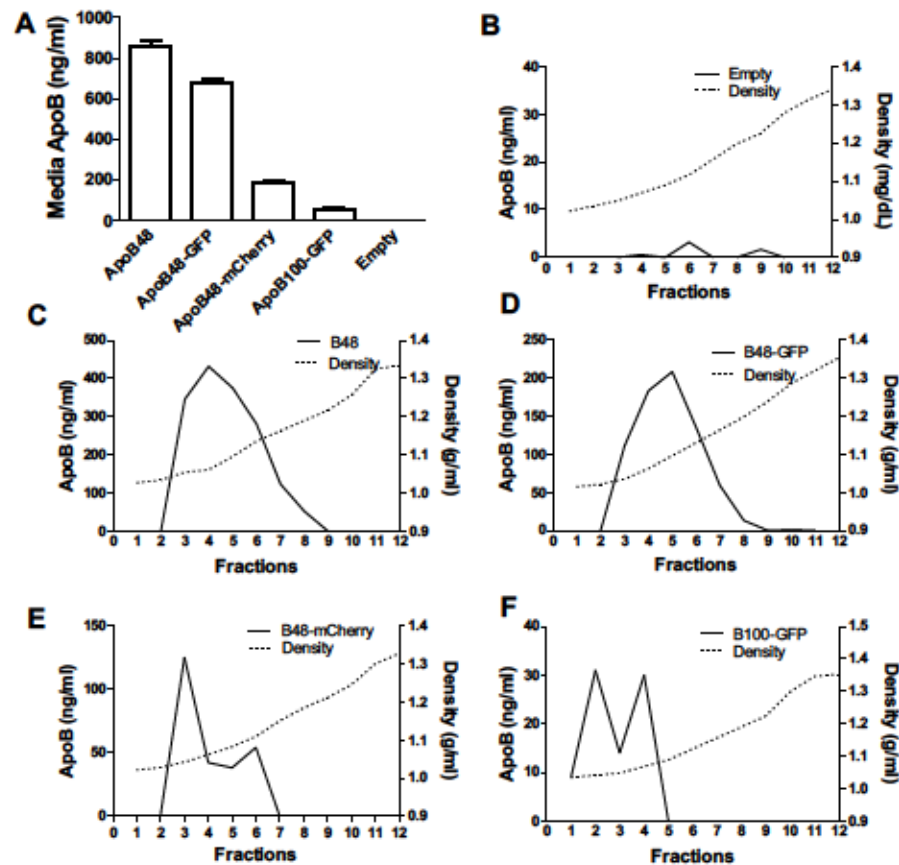 A
Media ApoB (ng/ml)
1000
800
600
400
200
0
ApoB48
ApoB48-GFP
ApoB48-mCherry
ApoB100-GFP
Empty
B
ApoB (ng/ml)
40
30
20
10
0
Empty
Density
1.4
1.3
1.2
1.1
1.0
0.9
Density (mg/dL)
0 1 2 3 4 5 6 7 8 9 10 11 12
Fractions
C
ApoB (ng/ml)
500
400
300
200
100
0
B48
Density
1.4
1.3
1.2
1.1
1.0
0.9
Density (g/ml)
0 1 2 3 4 5 6 7 8 9 10 11 12
Fractions
D
ApoB (ng/ml)
250
200
150
100
50
0
B48-GFP
Density
1.4
1.3
1.2
1.1
1.0
0.9
Density (g/ml)
0 1 2 3 4 5 6 7 8 9 10 11 12
Fractions
E
ApoB (ng/ml)
150
100
50
0
B48-mCherry
Density
1.4
1.3
1.2
1.1
1.0
0.9
Density (g/ml)
0 1 2 3 4 5 6 7 8 9 10 11 12
Fractions
F
ApoB (ng/ml)
40
30
20
10
0
B100-GFP
Density
1.5
1.4
1.3
1.2
1.1
1.0
0.9
Density (g/ml)
0 1 2 3 4 5 6 7 8 9 10 11 12
Fractions